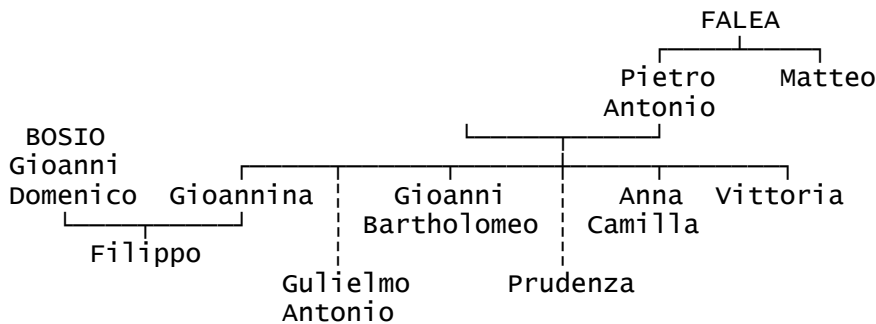 FALEA
Pietro Matteo
Antonio
BOSIO
Gioanni
Domenico Gioannina Gioanni Anna Vittoria
Bartholomeo Camilla
Filippo
Gulielmo Prudenza
Antonio